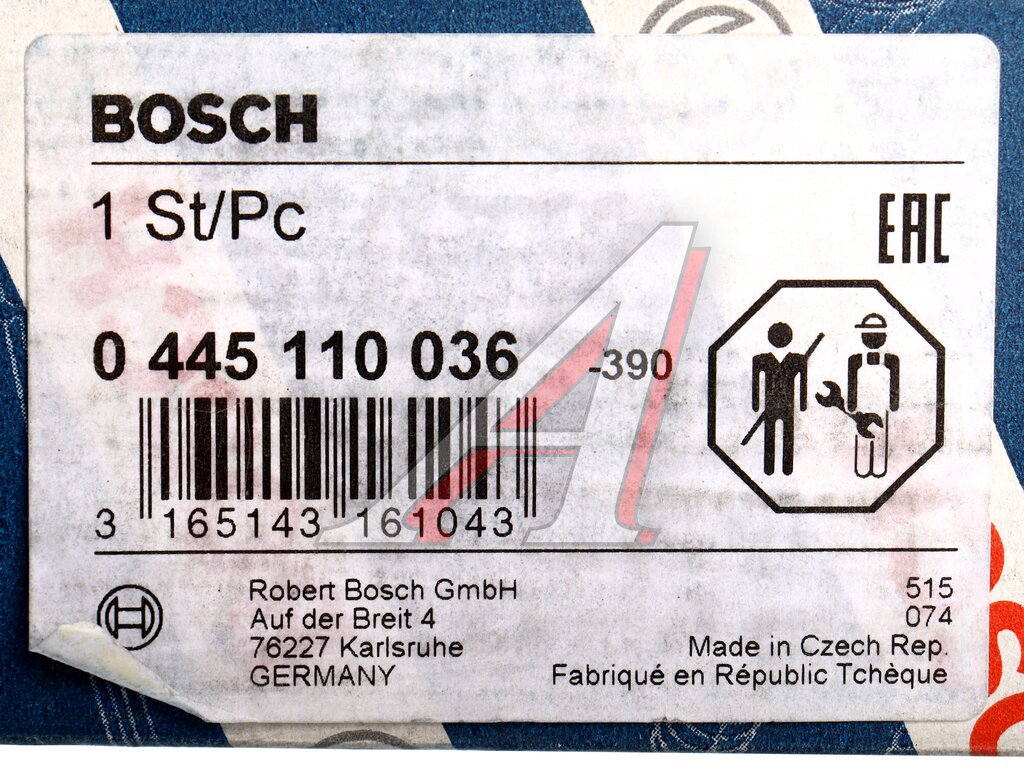 BOSCH
1 St/Pc
EAC
0 445 110 036 -390
3 165143 161043
Robert Bosch GmbH
Auf der Breit 4
76227 Karlsruhe
GERMANY
515
074
Made in Czech Rep.
Fabriqué en République Tchèque